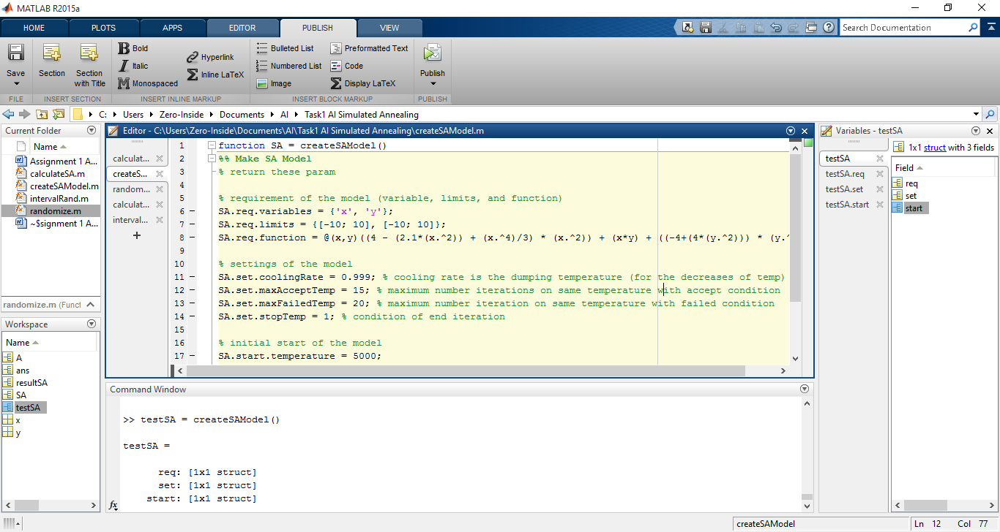 MATLAB R2015a
HOME PLOTS APPS EDITOR PUBLISH VIEW
Search Documentation
Save
Section
Section with Title
Bold
Italic
Monospaced
Hyperlink
Inline LaTeX
Bulleted List
Numbered List
Image
Preformatted Text
Code
Display LaTeX
Publish
FILE INSERT SECTION INSERT INLINE MARKUP INSERT BLOCK MARKUP PUBLISH
C: Users Zero-Inside Documents AI Task1 AI Simulated Annealing
Current Folder
Name
Assignment 1 A...
calculateSA.m
createSAModel.m
intervalRand.m
randomize.m
~$signment 1 A...
randomize.m (Funct
Workspace
Name
A
ans
resultSA
SA
testSA
x
y
Editor - C:\Users\Zero-Inside\Documents\AI\Task1 AI Simulated Annealing\createSAModel.m
calculat...
createS...
random...
calculat...
interval...
+
1 function SA = createSAModel()
2 %% Make SA Model
3 % return these param
4
5 % requirement of the model (variable, limits, and function)
6 – SA.req.variables = {'x', 'y'};
7 – SA.req.limits = {[-10; 10], [-10; 10]};
8 – SA.req.function = @(x,y)((4 - (2.1*(x.^2)) + (x.^4)/3) * (x.^2)) + (x*y) + ((-4+(4*(y.^2))) * (y.^
9
10 % settings of the model
11 – SA.set.coolingRate = 0.999; % cooling rate is the dumping temperature (for the decreases of temp)
12 – SA.set.maxAcceptTemp = 15; % maximum number iterations on same temperature with accept condition
13 – SA.set.maxFailedTemp = 20; % maximum number iteration on same temperature with failed condition
14 – SA.set.stopTemp = 1; % condition of end iteration
15
16 % initial start of the model
17 – SA.start.temperature = 5000;
Command Window
>> testSA = createSAModel()
testSA =
req: [1x1 struct]
set: [1x1 struct]
start: [1x1 struct]
fx
Variables - testSA
testSA
testSA.req
testSA.set
testSA.start
1x1 struct with 3 fields
Field
req
set
start
createSAModel
Ln 12 Col 77